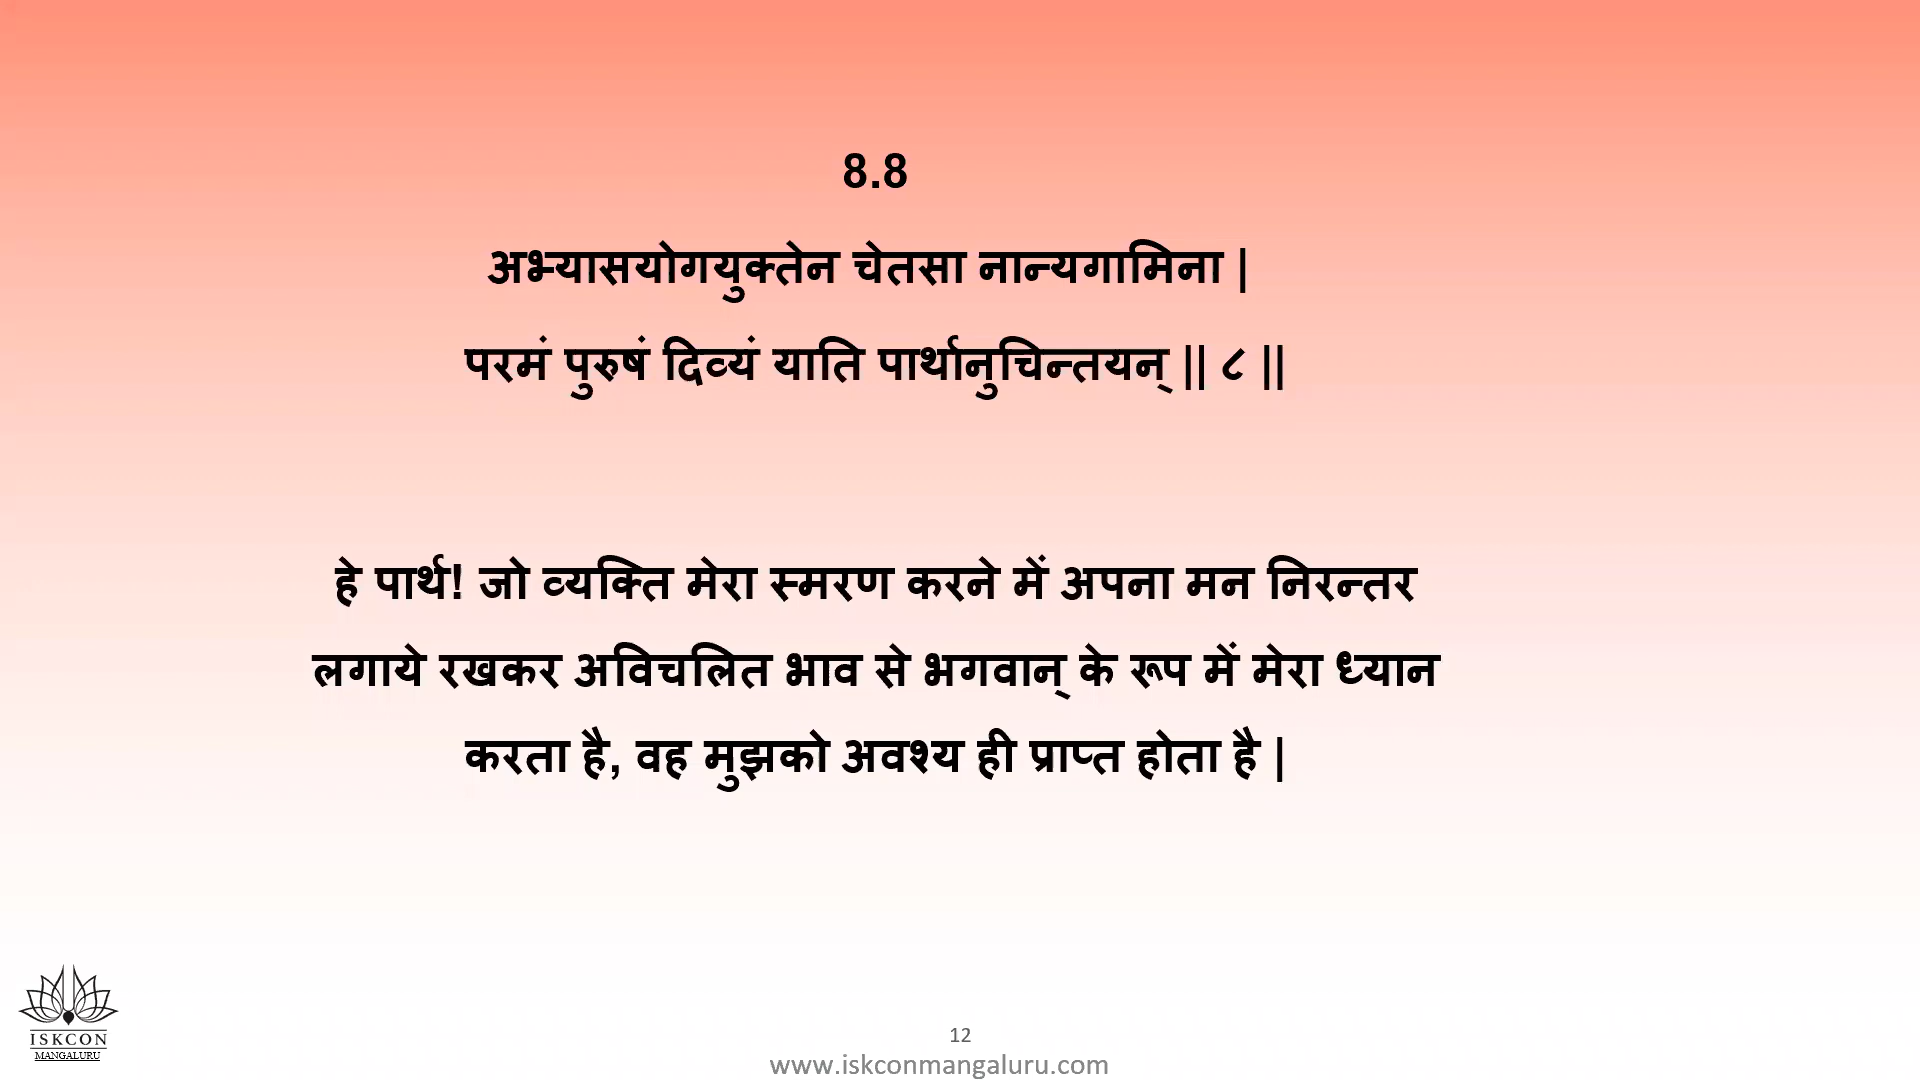 8.8
अभ्यासयोगयुक्तेन चेतसा नान्यगामिना |
परमं पुरुषं दिव्यं याति पार्थानुचिन्तयन् || ८ ||
हे पार्थ! जो व्यक्ति मेरा स्मरण करने में अपना मन निरन्तर
लगाये रखकर अविचलित भाव से भगवान् के रूप में मेरा ध्यान
करता है, वह मुझको अवश्य ही प्राप्त होता है |
ISKCON
MANGALURU
12
www.iskconmangaluru.com